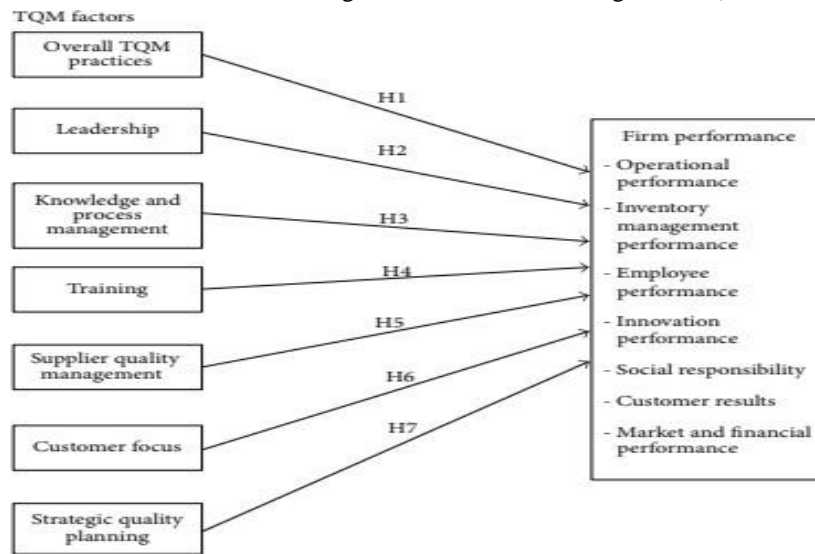 TQM factors
Overall TQM
practices
Leadership
Knowledge and
process
management
Training
Supplier quality
management
Customer focus
Strategic quality
planning
H1
H2
H3
H4
H5
H6
H7
Firm performance
- Operational
performance
- Inventory
management
performance
- Employee
performance
- Innovation
performance
- Social responsibility
- Customer results
- Market and financial
performance